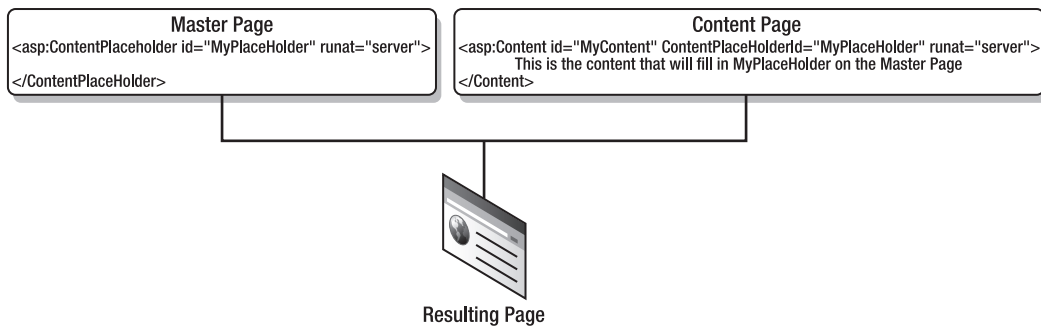 Master Page
<asp:ContentPlaceholder id="MyPlaceHolder" runat="server">
</ContentPlaceHolder>
Content Page
<asp:Content id="MyContent" ContentPlaceHolderId="MyPlaceHolder" runat="server">
This is the content that will fill in MyPlaceHolder on the Master Page
</Content>
Resulting Page